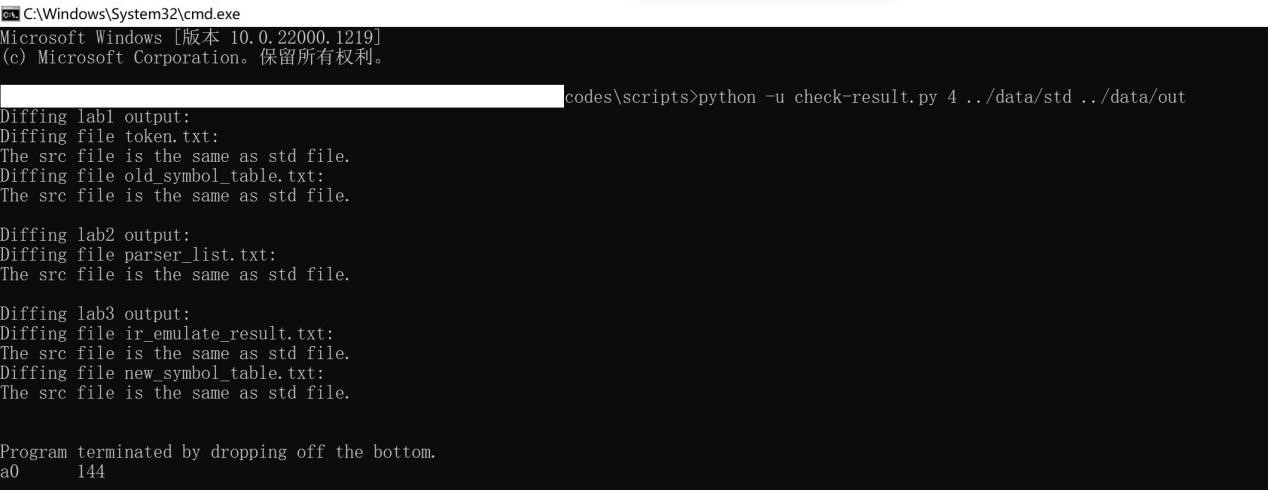 C:\Windows\System32\cmd.exe
Microsoft Windows [版本 10.0.22000.1219]
(c) Microsoft Corporation。保留所有权利。
codes\scripts>python -u check-result.py 4 ../data/std ../data/out
Diffing lab1 output:
Diffing file token.txt:
The src file is the same as std file.
Diffing file old_symbol_table.txt:
The src file is the same as std file.
Diffing lab2 output:
Diffing file parser_list.txt:
The src file is the same as std file.
Diffing lab3 output:
Diffing file ir_emulate_result.txt:
The src file is the same as std file.
Diffing file new_symbol_table.txt:
The src file is the same as std file.
Program terminated by dropping off the bottom.
a0 144